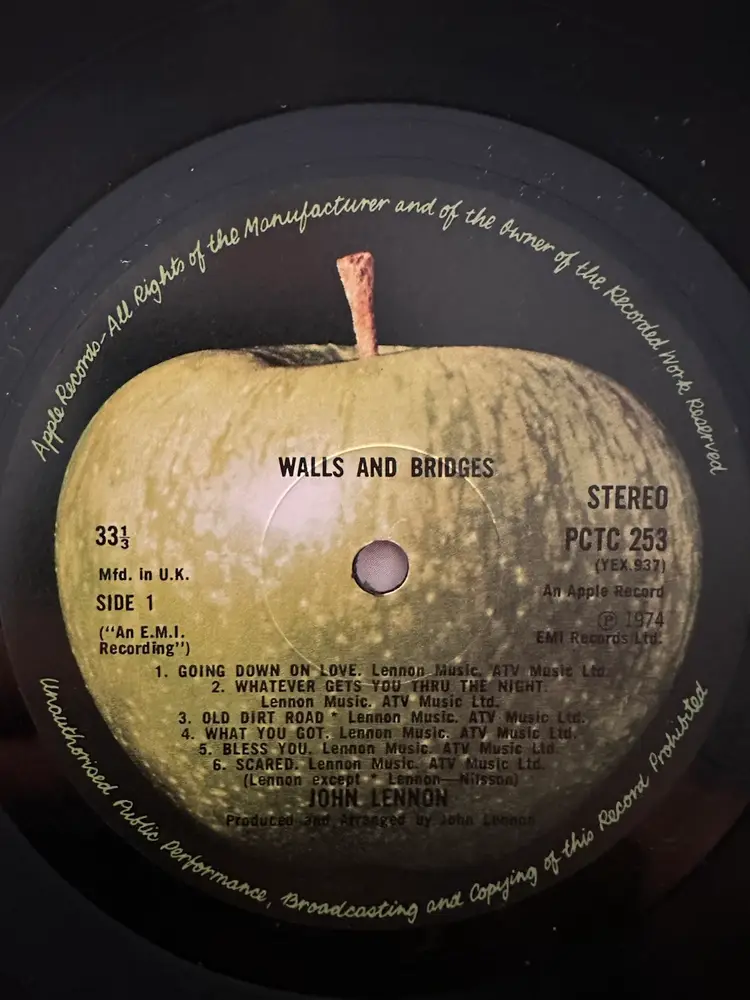 Apple Records-All Rights of the Manufacturer and of the Owner of the Recorded Work Reserved
WALLS AND BRIDGES
STEREO
33⅓
PCTC 253
(YEX.937)
Mfd. in U.K.
An Apple Record
SIDE 1
℗ 1974
("An E.M.I.
Recording")
EMI Records Ltd.
1. GOING DOWN ON LOVE. Lennon Music. ATV Music Ltd.
2. WHATEVER GETS YOU THRU THE NIGHT.
Lennon Music. ATV Music Ltd.
3. OLD DIRT ROAD * Lennon Music. ATV Music Ltd.
4. WHAT YOU GOT. Lennon Music. ATV Music Ltd.
5. BLESS YOU. Lennon Music. ATV Music Ltd.
6. SCARED. Lennon Music. ATV Music Ltd.
(Lennon except * Lennon—Nilsson)
JOHN LENNON
Produced and Arranged by John Lennon
Unauthorised Public Performance, Broadcasting and Copying of this Record Prohibited